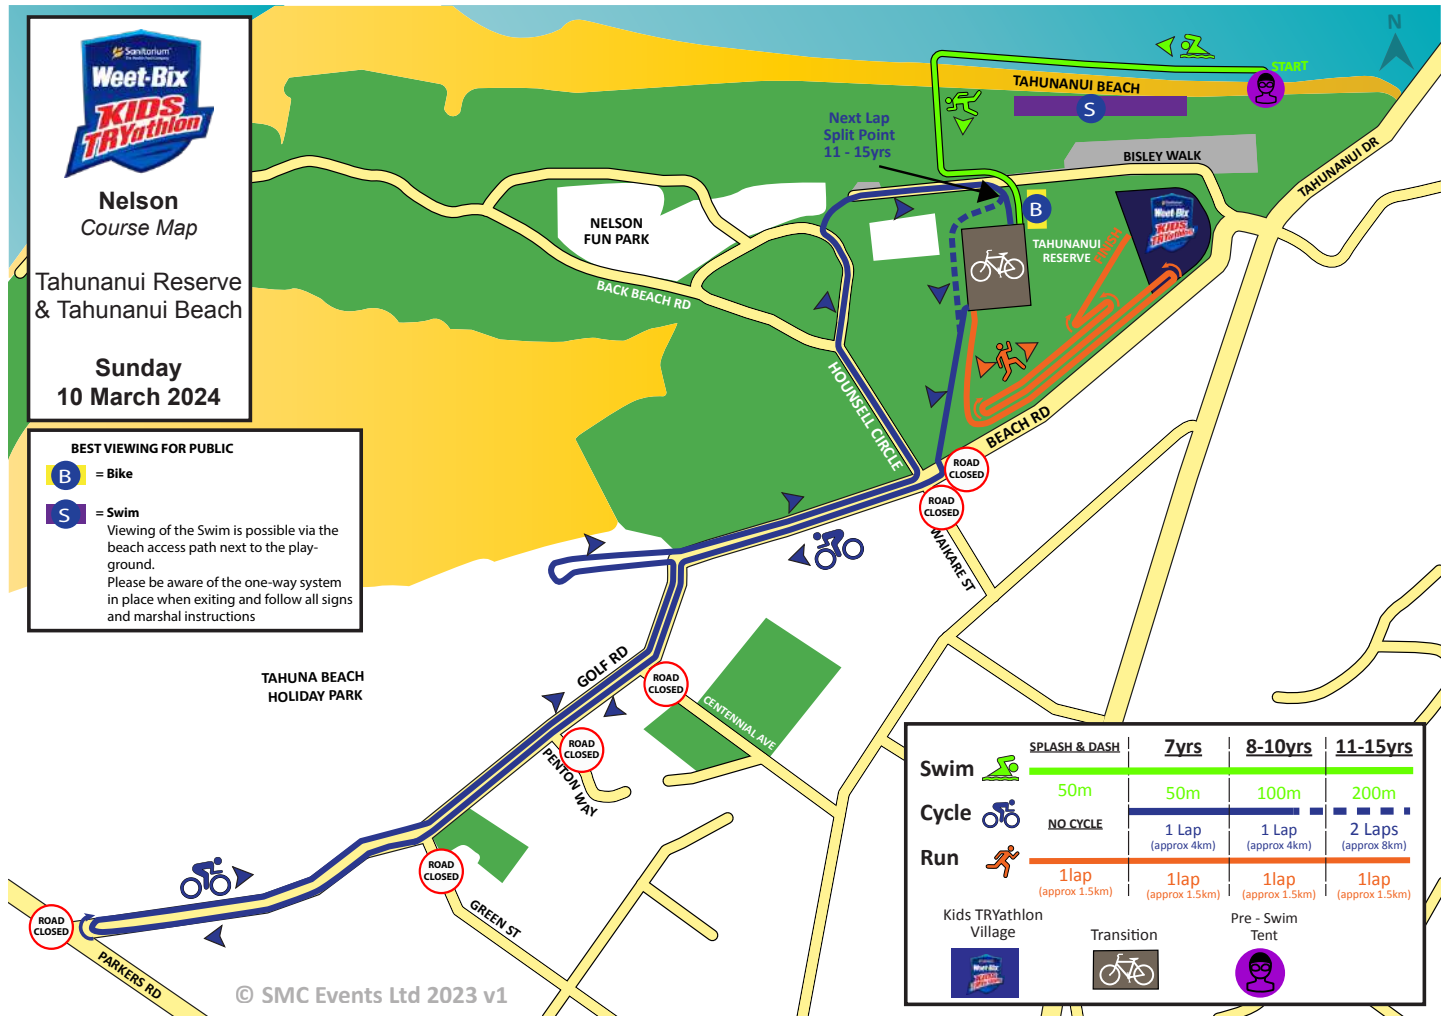 Sanitarium
Weet-Bix
KIDS
TRYathlon
Nelson
Course Map
Tahunanui Reserve
& Tahunanui Beach
Sunday
10 March 2024
BEST VIEWING FOR PUBLIC
B = Bike
S = Swim
Viewing of the Swim is possible via the
beach access path next to the play-
ground.
Please be aware of the one-way system
in place when exiting and follow all signs
and marshal instructions
N
START
TAHUNANUI BEACH
S
Next Lap
Split Point
11 - 15yrs
BISLEY WALK
TAHUNANUI DR
B
TAHUNANUI
RESERVE
Weet-Bix
KIDS
TRYathlon
FINISH
NELSON
FUN PARK
BACK BEACH RD
HOUNSELL CIRCLE
BEACH RD
ROAD
CLOSED
ROAD
CLOSED
WAIKARE ST
GOLF RD
TAHUNA BEACH
HOLIDAY PARK
ROAD
CLOSED
CENTENNIAL AVE
ROAD
CLOSED
PENTON WAY
ROAD
CLOSED
GREEN ST
ROAD
CLOSED
PARKERS RD
© SMC Events Ltd 2023 v1
SPLASH & DASH 7yrs 8-10yrs 11-15yrs
Swim
50m 50m 100m 200m
Cycle
NO CYCLE 1 Lap 1 Lap 2 Laps
(approx 4km) (approx 4km) (approx 8km)
Run
1lap 1lap 1lap 1lap
(approx 1.5km) (approx 1.5km) (approx 1.5km) (approx 1.5km)
Kids TRYathlon
Village
Transition
Pre - Swim
Tent
Weet-Bix
KIDS
TRYathlon